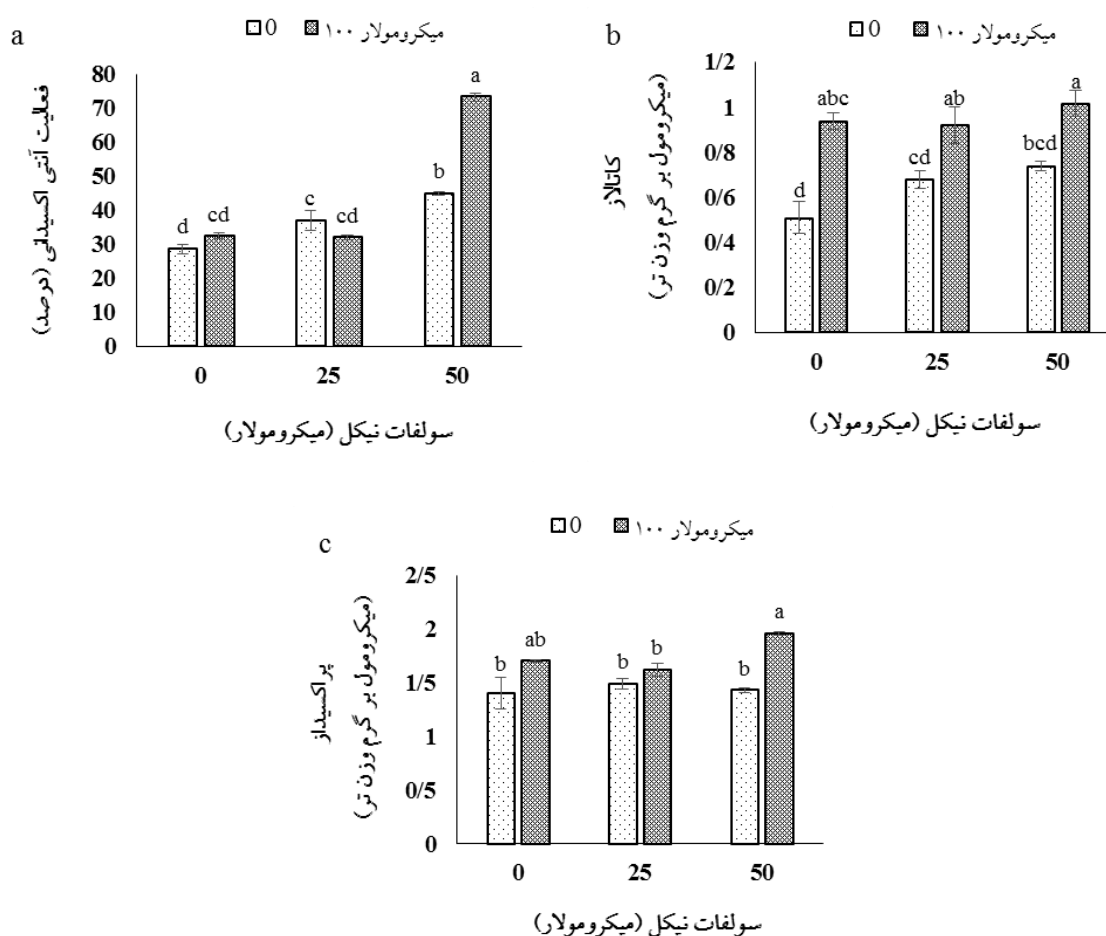 a
0
۱۰۰ میکرومولار
فعالیت آنتی اکسیدانی (درصد)
80
70
60
50
40
30
20
10
0
d
cd
c
cd
b
a
0
25
50
سولفات نیکل (میکرومولار)
b
0
۱۰۰ میکرومولار
کاتالاز
(میکرومول بر گرم وزن تر)
1/2
1
0/8
0/6
0/4
0/2
0
d
abc
cd
ab
bcd
a
0
25
50
سولفات نیکل (میکرومولار)
c
0
۱۰۰ میکرومولار
پراکسیداز
(میکرومول بر گرم وزن تر)
2/5
2
1/5
1
0/5
0
b
ab
b
b
b
a
0
25
50
سولفات نیکل (میکرومولار)